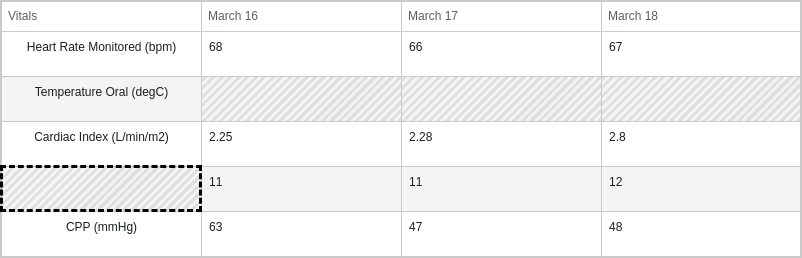 Vitals March 16 March 17 March 18
Heart Rate Monitored (bpm) 68 66 67
Temperature Oral (degC)
Cardiac Index (L/min/m2) 2.25 2.28 2.8
11 11 12
CPP (mmHg) 63 47 48